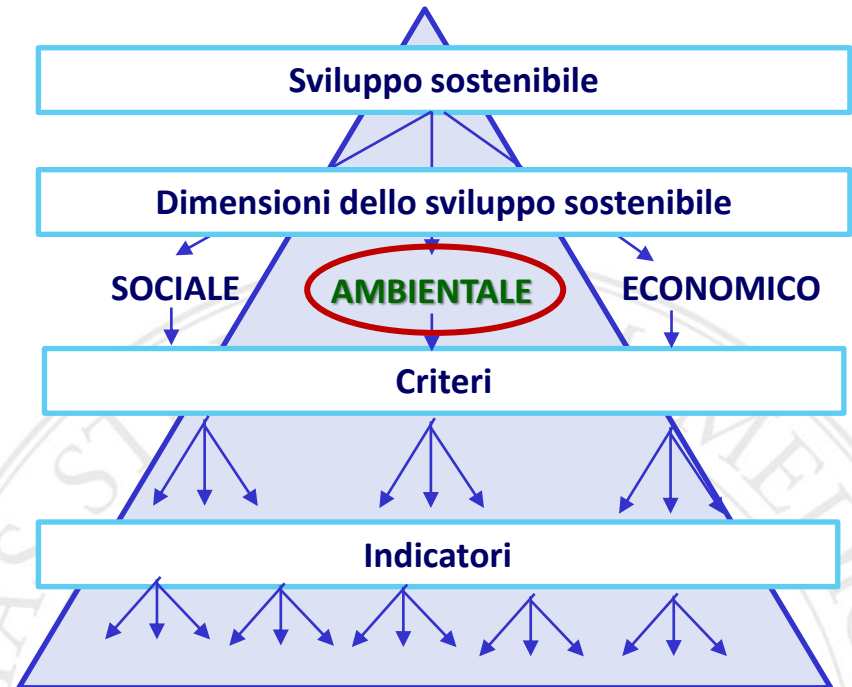 Sviluppo sostenibile
Dimensioni dello sviluppo sostenibile
SOCIALE AMBIENTALE ECONOMICO
Criteri
Indicatori